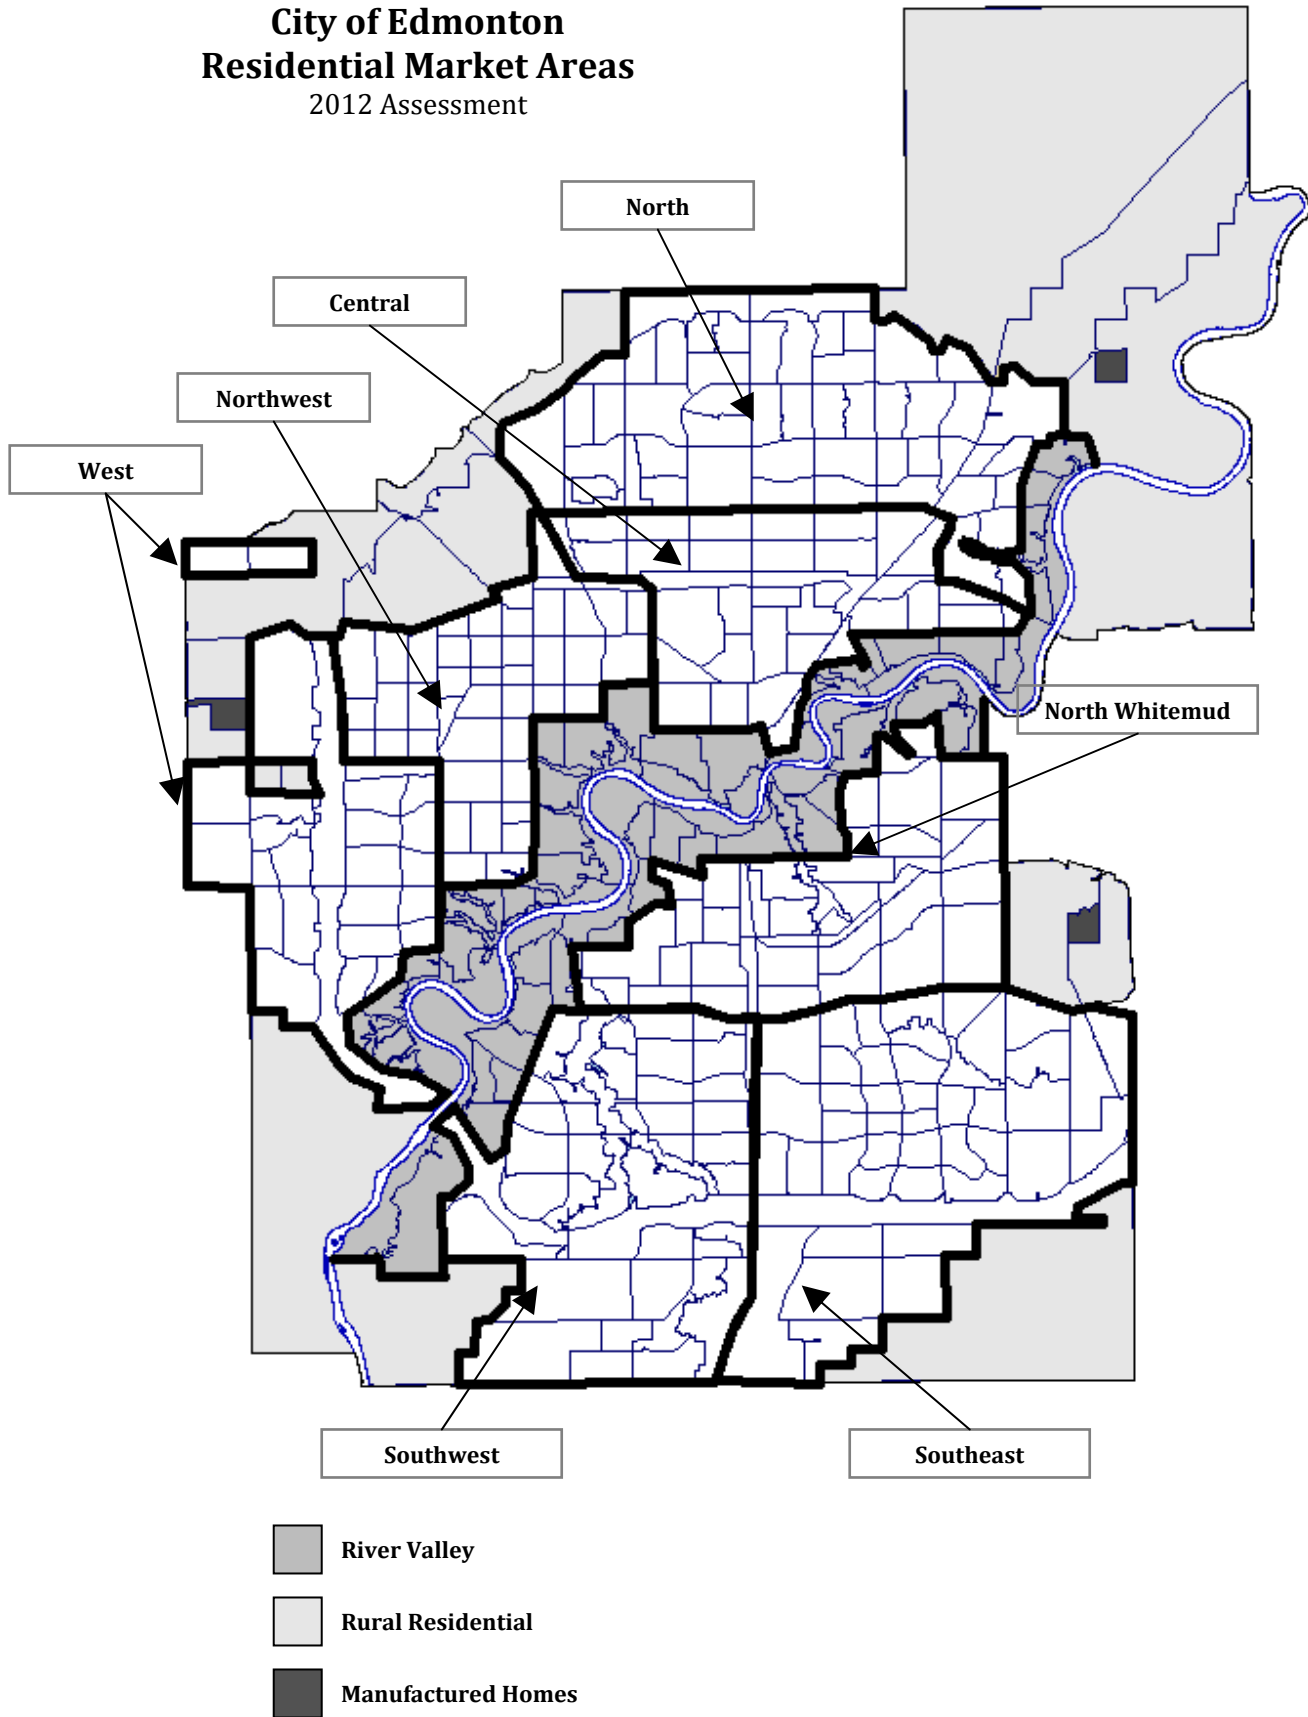 City of Edmonton
Residential Market Areas
2012 Assessment
North
Central
Northwest
West
North Whitemud
Southwest
Southeast
River Valley
Rural Residential
Manufactured Homes